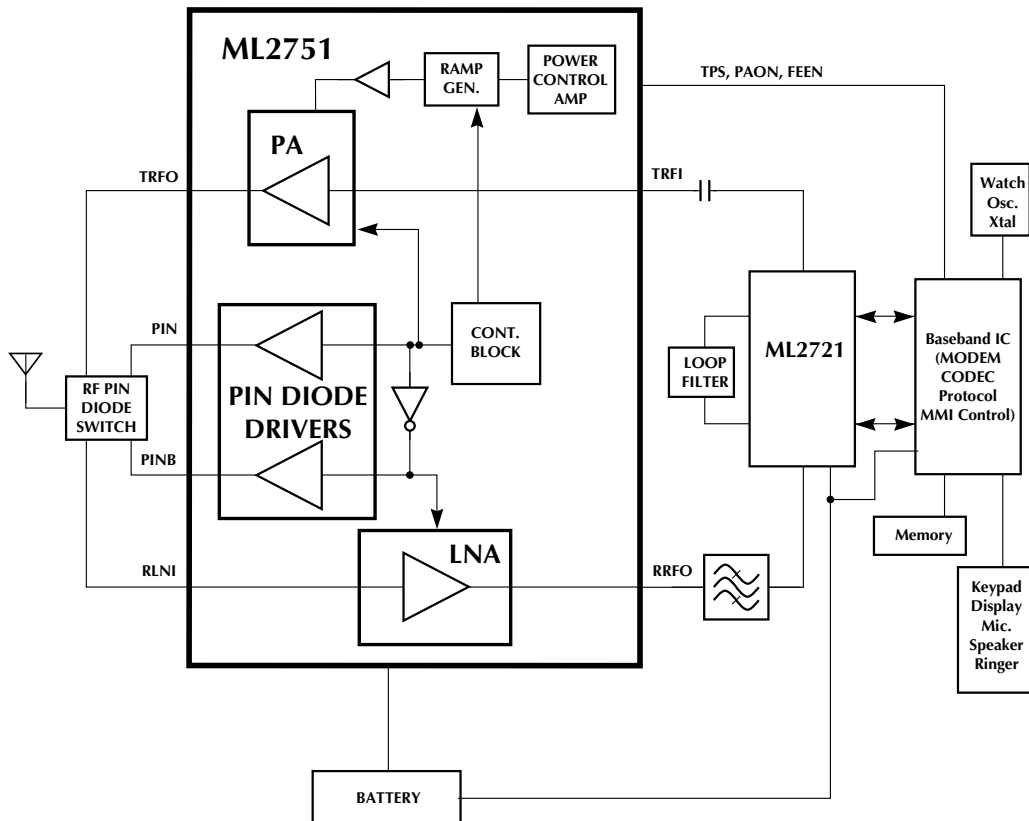 ML2751
RAMP
GEN.
POWER
CONTROL
AMP
TPS, PAON, FEEN
PA
TRFO
TRFI
Watch
Osc.
Xtal
PIN
CONT.
BLOCK
LOOP
FILTER
ML2721
Baseband IC
(MODEM
CODEC
Protocol
MMI Control)
RF PIN
DIODE
SWITCH
PIN DIODE
DRIVERS
PINB
Memory
LNA
RLNI
RRFO
Keypad
Display
Mic.
Speaker
Ringer
BATTERY